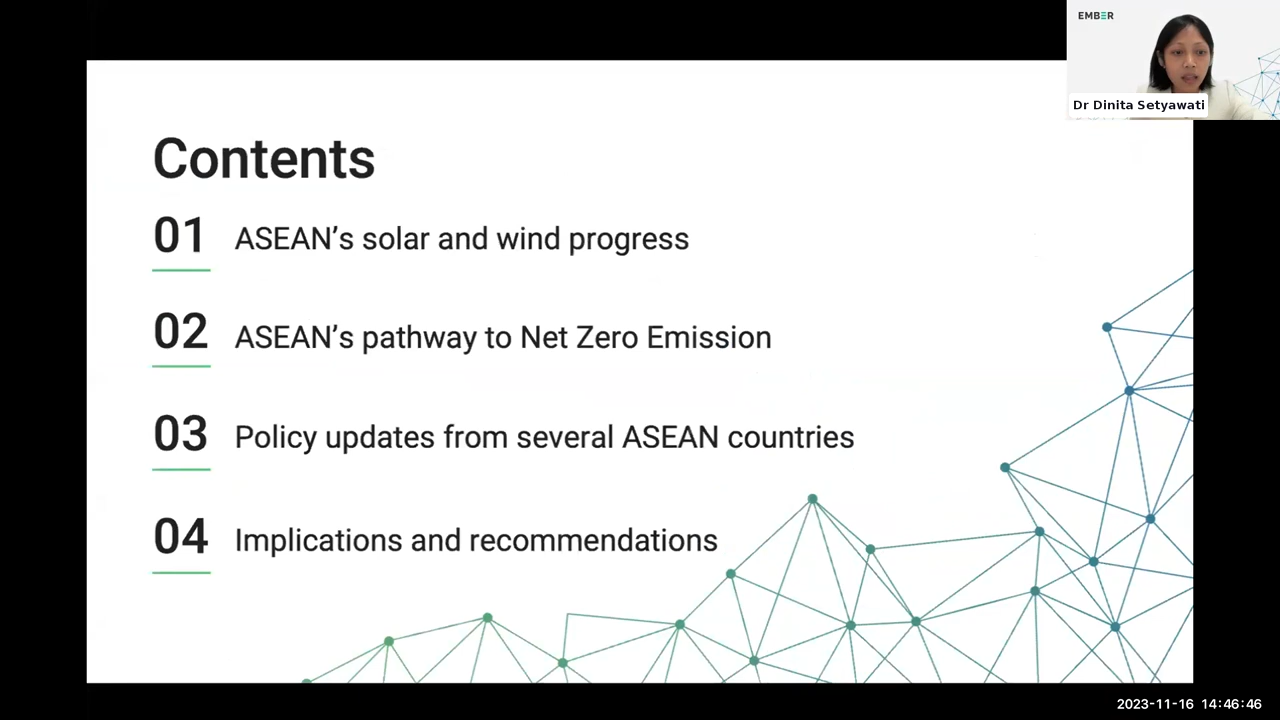 EMBER
Dr Dinita Setyawati
Contents
01 ASEAN’s solar and wind progress
02 ASEAN’s pathway to Net Zero Emission
03 Policy updates from several ASEAN countries
04 Implications and recommendations
2023-11-16 14:46:46